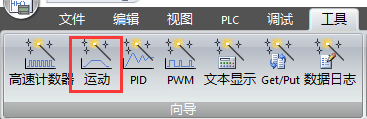 文件 编辑 视图 PLC 调试 工具
高速计数器 运动 PID PWM 文本显示 Get/Put 数据日志
向导